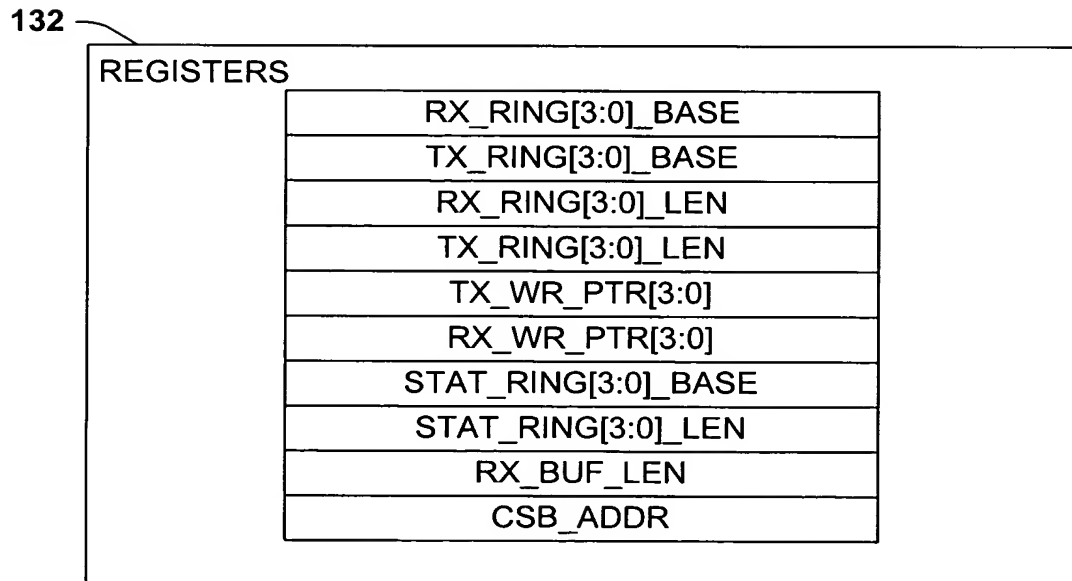 132
REGISTERS
RX_RING[3:0]_BASE
TX_RING[3:0]_BASE
RX_RING[3:0]_LEN
TX_RING[3:0]_LEN
TX_WR_PTR[3:0]
RX_WR_PTR[3:0]
STAT_RING[3:0]_BASE
STAT_RING[3:0]_LEN
RX_BUF_LEN
CSB_ADDR